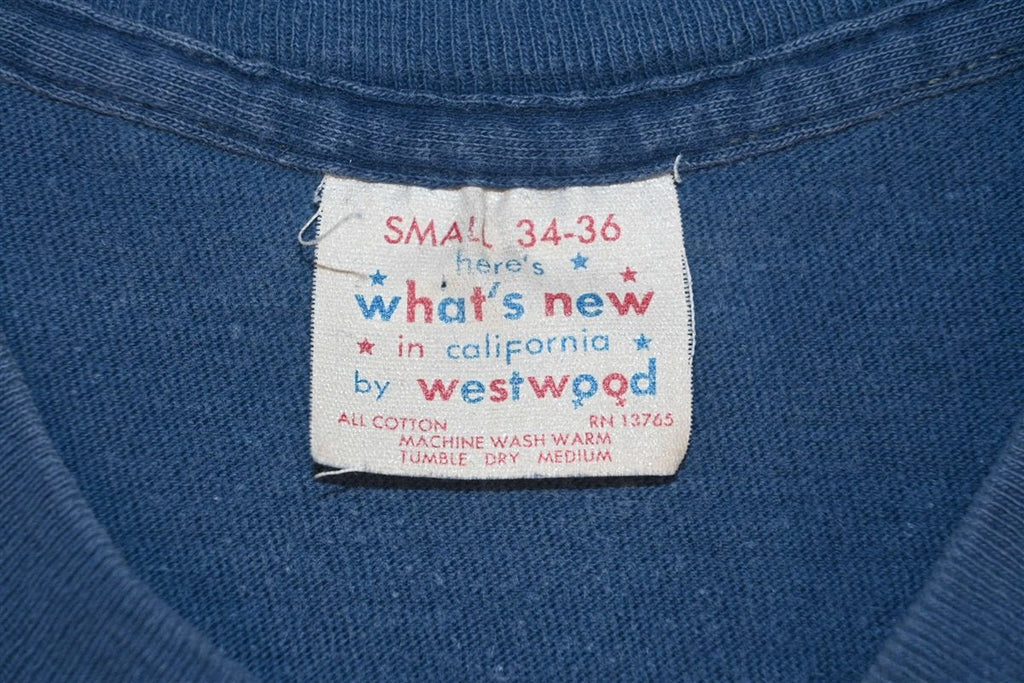 SMALL 34-36
here's
what's new
in california
by westwood
ALL COTTON RN 13765
MACHINE WASH WARM
TUMBLE DRY MEDIUM